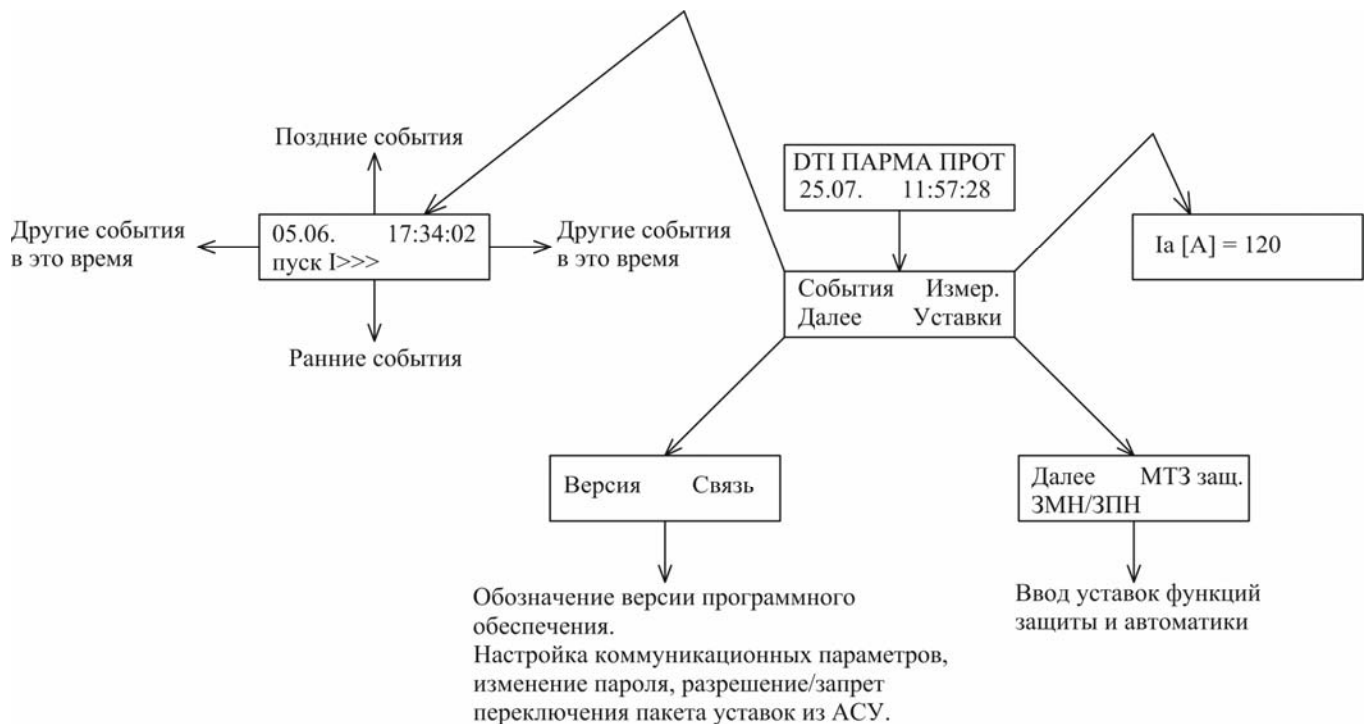 Поздние события
DTI ПАРМА ПРОТ
25.07. 11:57:28
Другие события
в это время
05.06. 17:34:02
пуск I>>>
Другие события
в это время
Ia [A] = 120
События Измер.
Далее Уставки
Ранние события
Версия Связь
Далее МТЗ защ.
ЗМН/ЗПН
Обозначение версии программного
обеспечения.
Настройка коммуникационных параметров,
изменение пароля, разрешение/запрет
переключения пакета уставок из АСУ.
Ввод уставок функций
защиты и автоматики